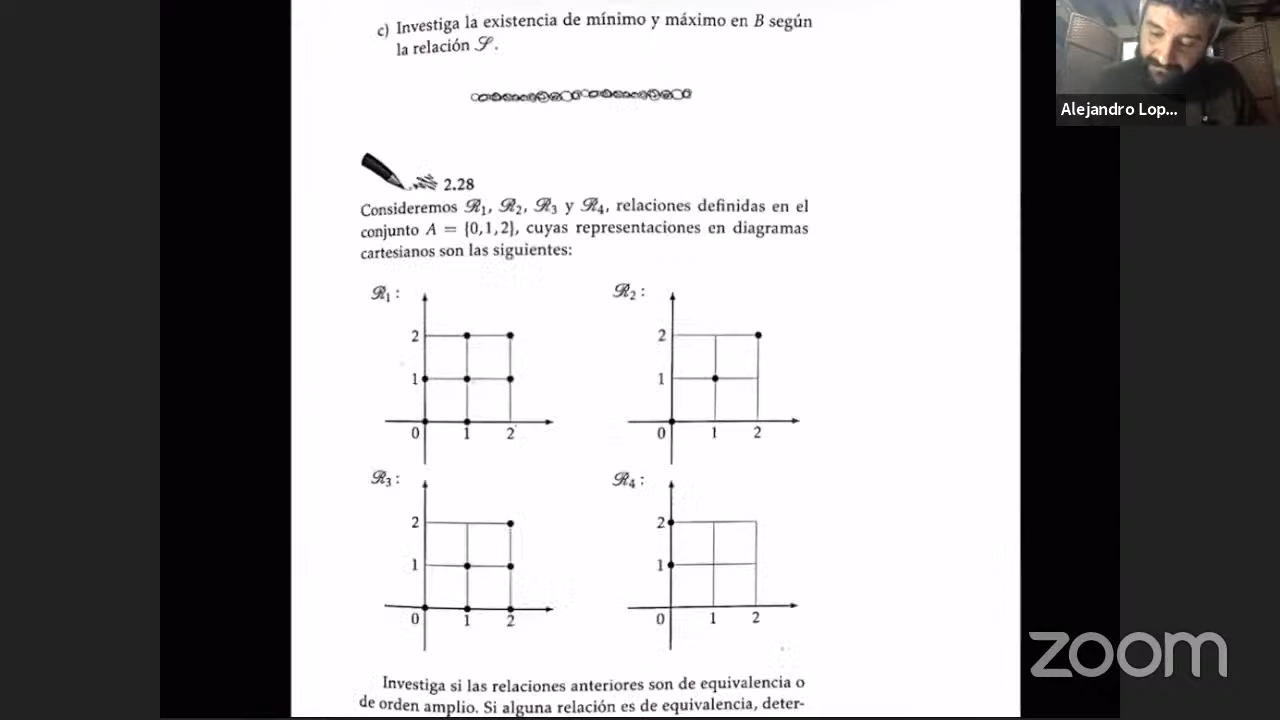 c) Investiga la existencia de mínimo y máximo en B según
la relación 𝒮.
Alejandro Lop...
2.28
Consideremos ℛ1, ℛ2, ℛ3 y ℛ4, relaciones definidas en el
conjunto A = {0,1,2}, cuyas representaciones en diagramas
cartesianos son las siguientes:
ℛ1:
2
1
0 1 2
ℛ2:
2
1
0 1 2
ℛ3:
2
1
0 1 2
ℛ4:
2
1
0 1 2
zoom
Investiga si las relaciones anteriores son de equivalencia o
de orden amplio. Si alguna relación es de equivalencia, deter-